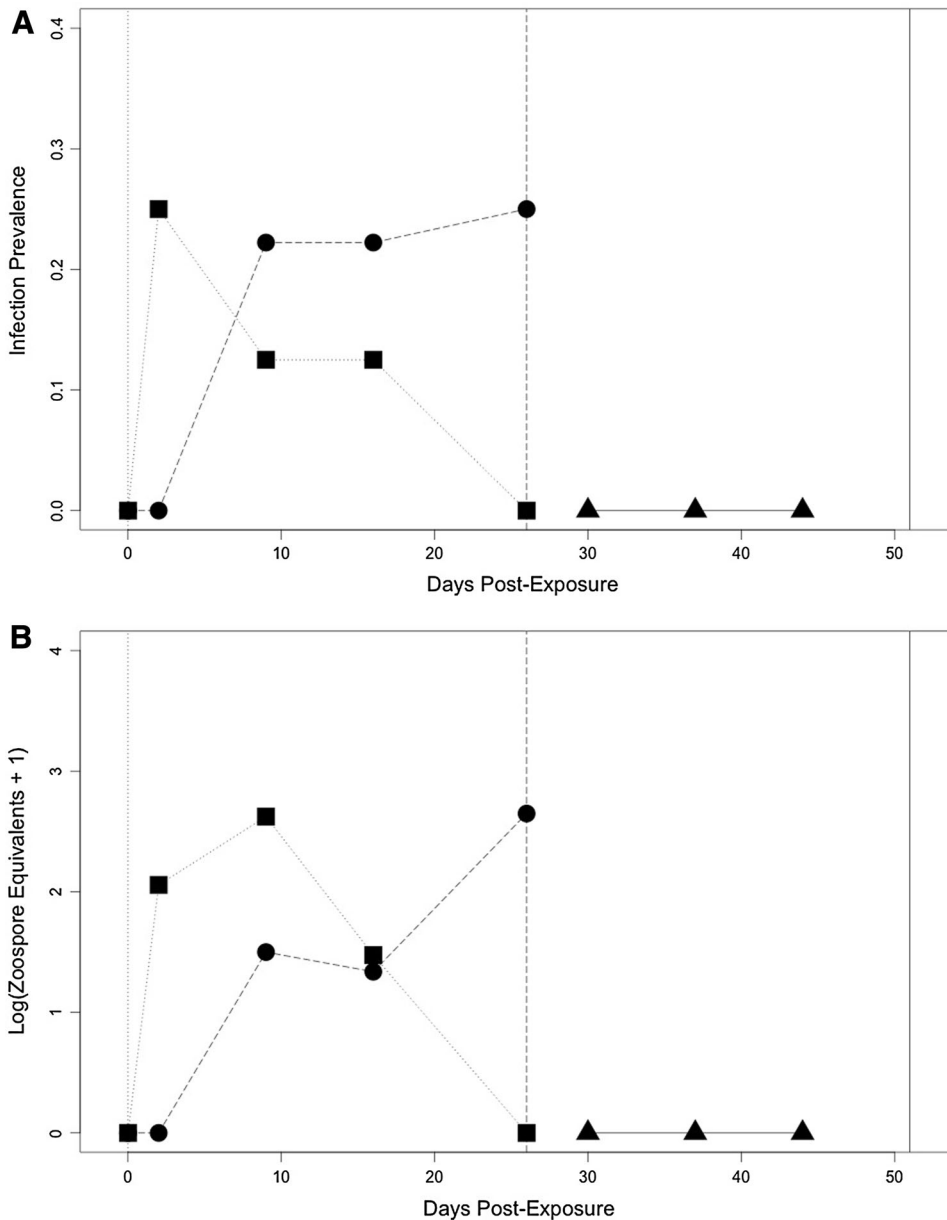 A
0.4
0.3
0.2
0.1
0.0
Infection Prevalence
0 10 20 30 40 50
Days Post-Exposure
B
4
3
2
1
0
Log(Zoospore Equivalents + 1)
0 10 20 30 40 50
Days Post-Exposure